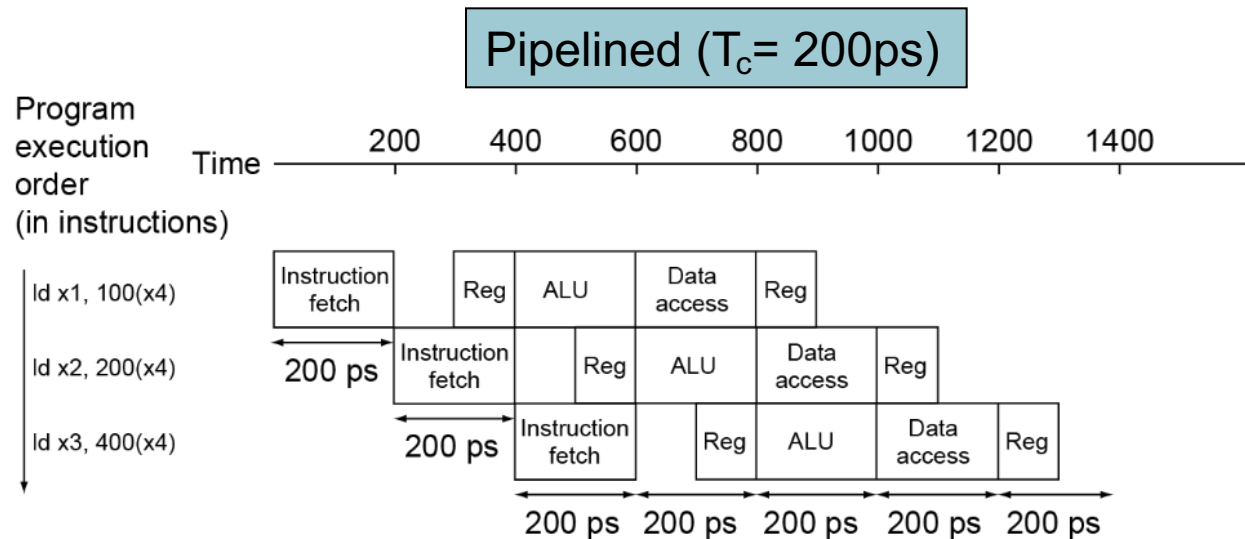 Pipelined (Tc= 200ps)
Program
execution
order
(in instructions)
Time
200 400 600 800 1000 1200 1400
ld x1, 100(x4)
Instruction
fetch
Reg
ALU
Data
access
Reg
200 ps
ld x2, 200(x4)
Instruction
fetch
Reg
ALU
Data
access
Reg
200 ps
ld x3, 400(x4)
Instruction
fetch
Reg
ALU
Data
access
Reg
200 ps 200 ps 200 ps 200 ps 200 ps